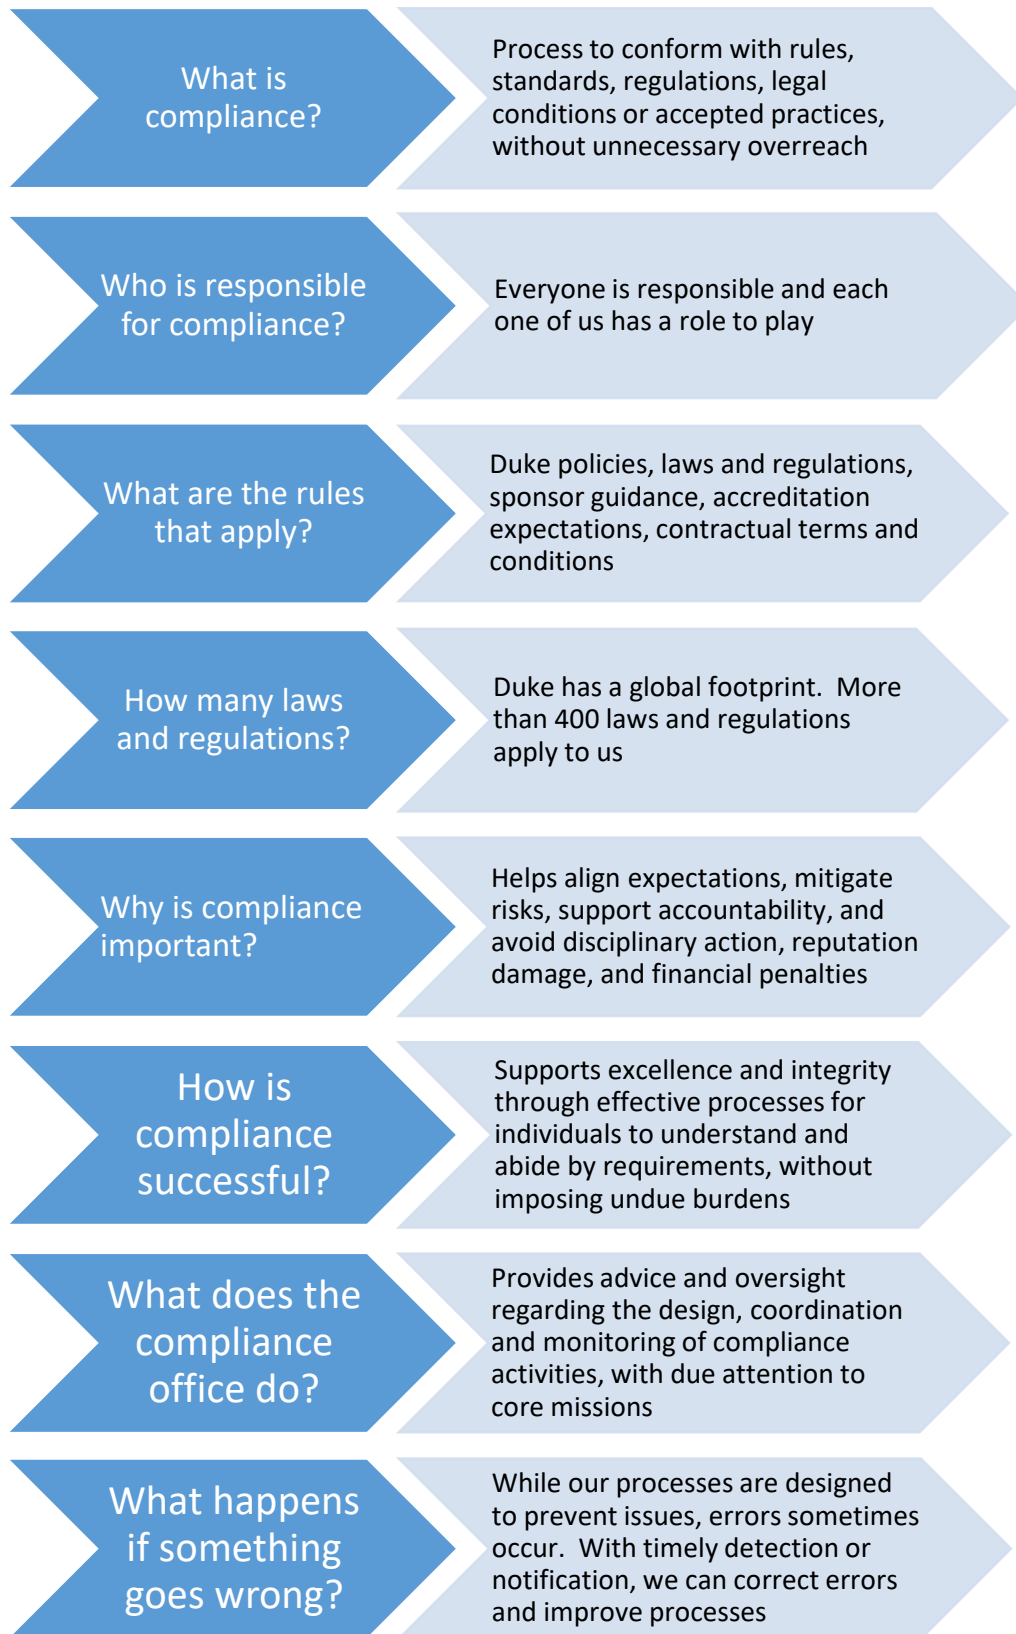 What is
compliance?
Process to conform with rules,
standards, regulations, legal
conditions or accepted practices,
without unnecessary overreach
Who is responsible
for compliance?
Everyone is responsible and each
one of us has a role to play
What are the rules
that apply?
Duke policies, laws and regulations,
sponsor guidance, accreditation
expectations, contractual terms and
conditions
How many laws
and regulations?
Duke has a global footprint.  More
than 400 laws and regulations
apply to us
Why is compliance
important?
Helps align expectations, mitigate
risks, support accountability, and
avoid disciplinary action, reputation
damage, and financial penalties
How is
compliance
successful?
Supports excellence and integrity
through effective processes for
individuals to understand and
abide by requirements, without
imposing undue burdens
What does the
compliance
office do?
Provides advice and oversight
regarding the design, coordination
and monitoring of compliance
activities, with due attention to
core missions
What happens
if something
goes wrong?
While our processes are designed
to prevent issues, errors sometimes
occur.  With timely detection or
notification, we can correct errors
and improve processes